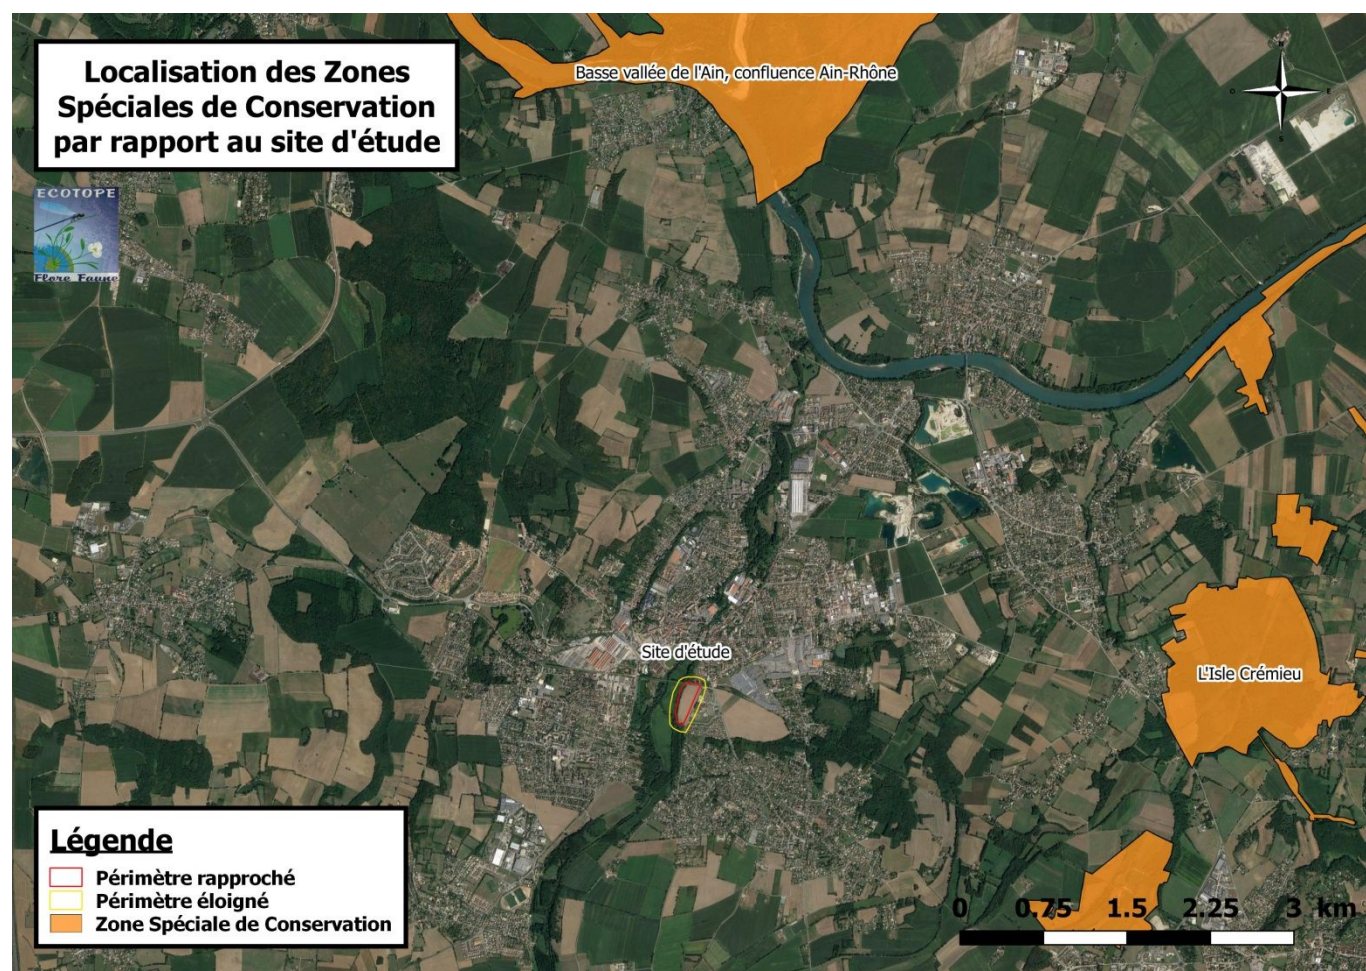 Localisation des Zones
Spéciales de Conservation
par rapport au site d'étude
Basse vallée de l'Ain, confluence Ain-Rhône
N
O
E
S
ECOTOPE
Flore Faune
Site d'étude
L'Isle Crémieu
Légende
Périmètre rapproché
Périmètre éloigné
Zone Spéciale de Conservation
0 0.75 1.5 2.25 3 km